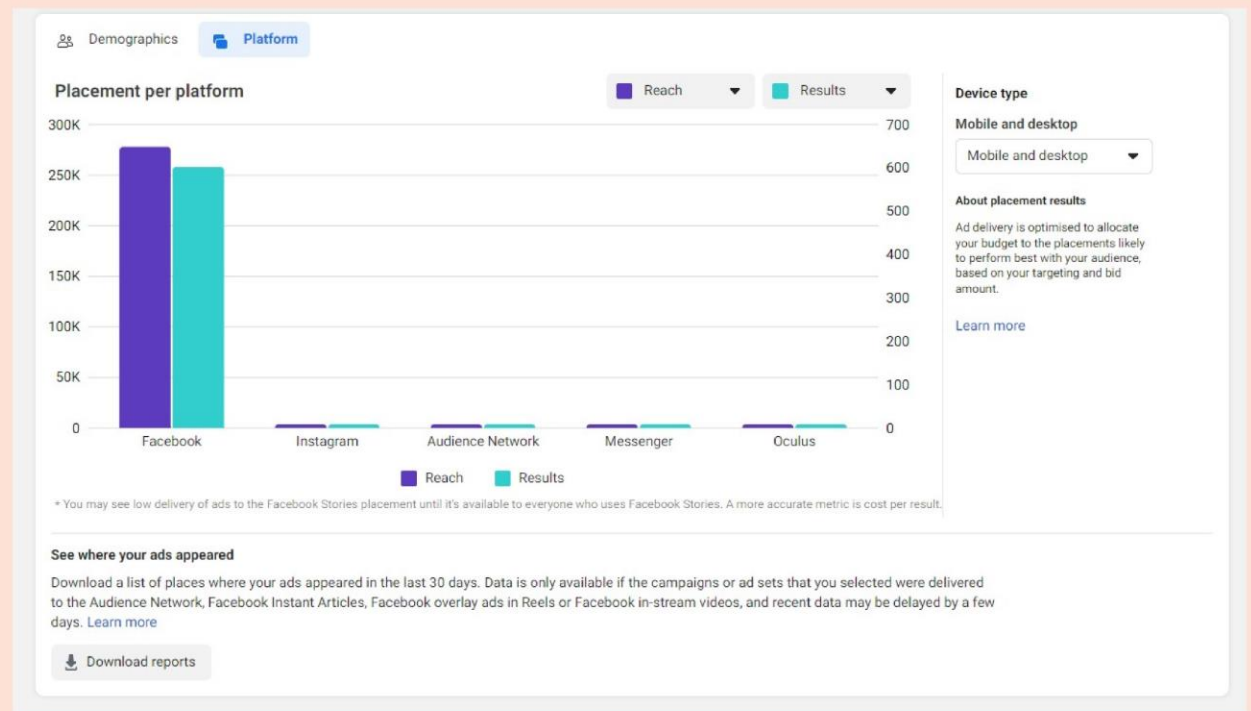 Demographics
Platform
Placement per platform
Reach
Results
300K
250K
200K
150K
100K
50K
0
700
600
500
400
300
200
100
0
Facebook
Instagram
Audience Network
Messenger
Oculus
Reach
Results
* You may see low delivery of ads to the Facebook Stories placement until it's available to everyone who uses Facebook Stories. A more accurate metric is cost per result.
Device type
Mobile and desktop
Mobile and desktop
About placement results
Ad delivery is optimised to allocate
your budget to the placements likely
to perform best with your audience,
based on your targeting and bid
amount.
Learn more
See where your ads appeared
Download a list of places where your ads appeared in the last 30 days. Data is only available if the campaigns or ad sets that you selected were delivered
to the Audience Network, Facebook Instant Articles, Facebook overlay ads in Reels or Facebook in-stream videos, and recent data may be delayed by a few
days. Learn more
Download reports